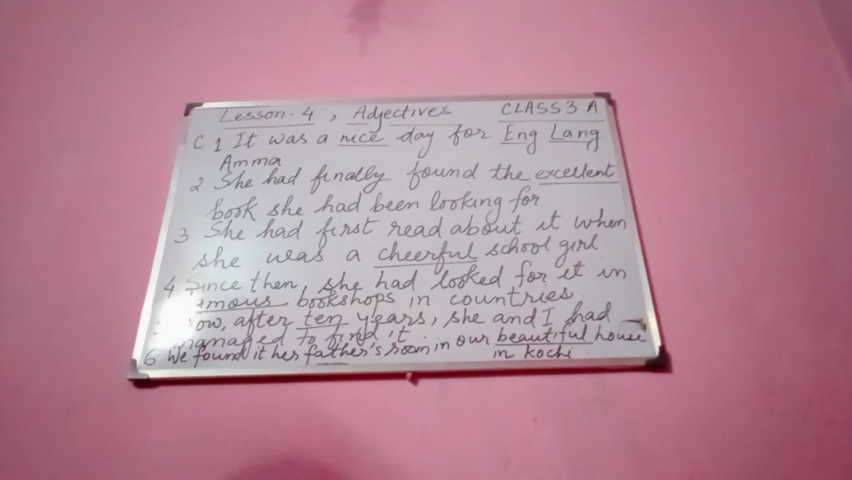 Lesson-4, Adjectives CLASS 3 A
C 1 It was a nice day for Eng Lang
Amma
2 She had finally found the excellent
book she had been looking for
3 She had first read about it when
she was a cheerful school girl
4 Since then, she had looked for it in
famous bookshops in countries
5 Now, after ten years, she and I had
managed to find it.
6 We found it her father's room in our beautiful house
in kochi